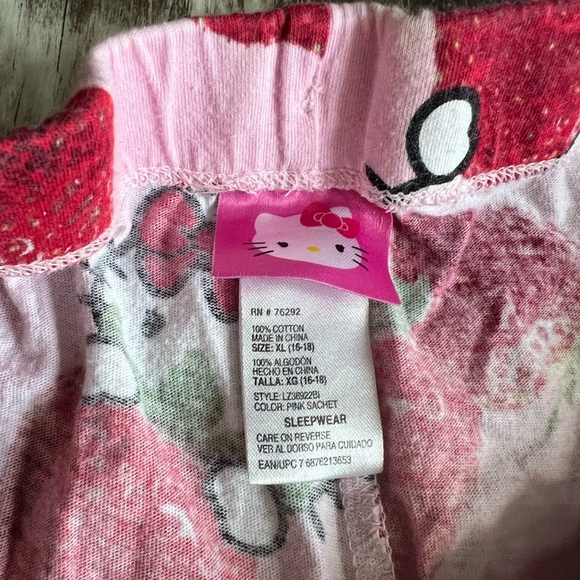 RN # 76292
100% COTTON
MADE IN CHINA
SIZE: XL (16-18)
100% ALGODÓN
HECHO EN CHINA
TALLA: XG (16-18)
STYLE: LZ36922BI
COLOR: PINK SACHET
SLEEPWEAR
CARE ON REVERSE
VER AL DORSO PARA CUIDADO
EAN/UPC 7 6876213653